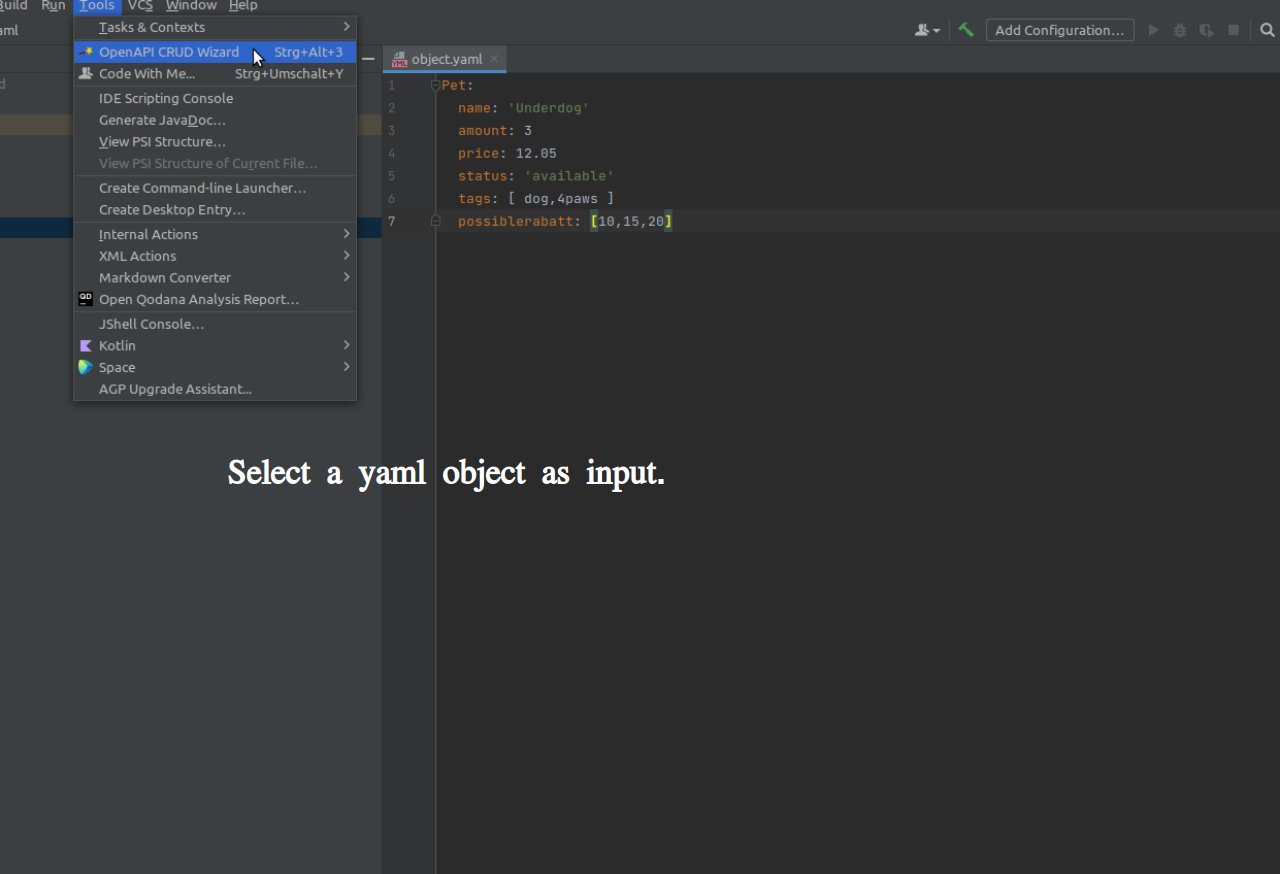 Build Run Tools VCS Window Help
Add Configuration...
Tasks & Contexts
OpenAPI CRUD Wizard Strg+Alt+3
Code With Me... Strg+Umschalt+Y
IDE Scripting Console
Generate JavaDoc...
View PSI Structure...
View PSI Structure of Current File...
Create Command-line Launcher...
Create Desktop Entry...
Internal Actions
XML Actions
Markdown Converter
QD Open Qodana Analysis Report...
JShell Console...
Kotlin
Space
AGP Upgrade Assistant...
YML object.yaml
1 Pet:
2 name: 'Underdog'
3 amount: 3
4 price: 12.05
5 status: 'available'
6 tags: [ dog,4paws ]
7 possiblerabatt: [10,15,20]
Select a yaml object as input.